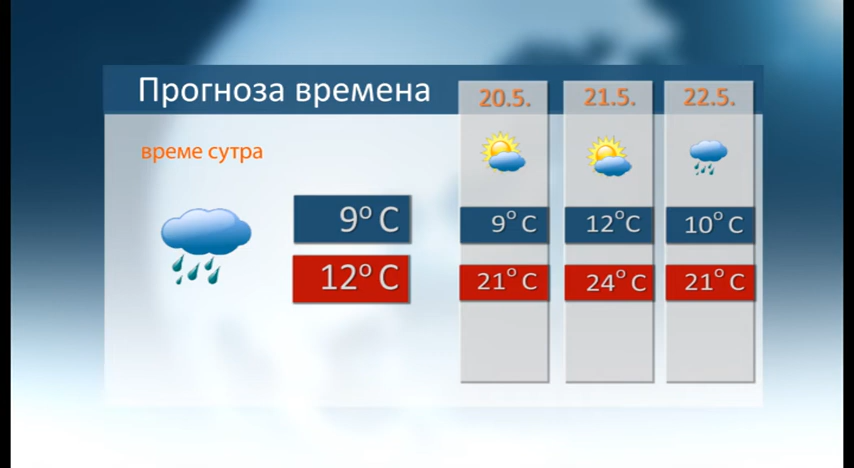 Прогноза времена
време сутра
9° C
12° C
20.5. 21.5. 22.5.
9° C 12°C 10° C
21° C 24° C 21° C